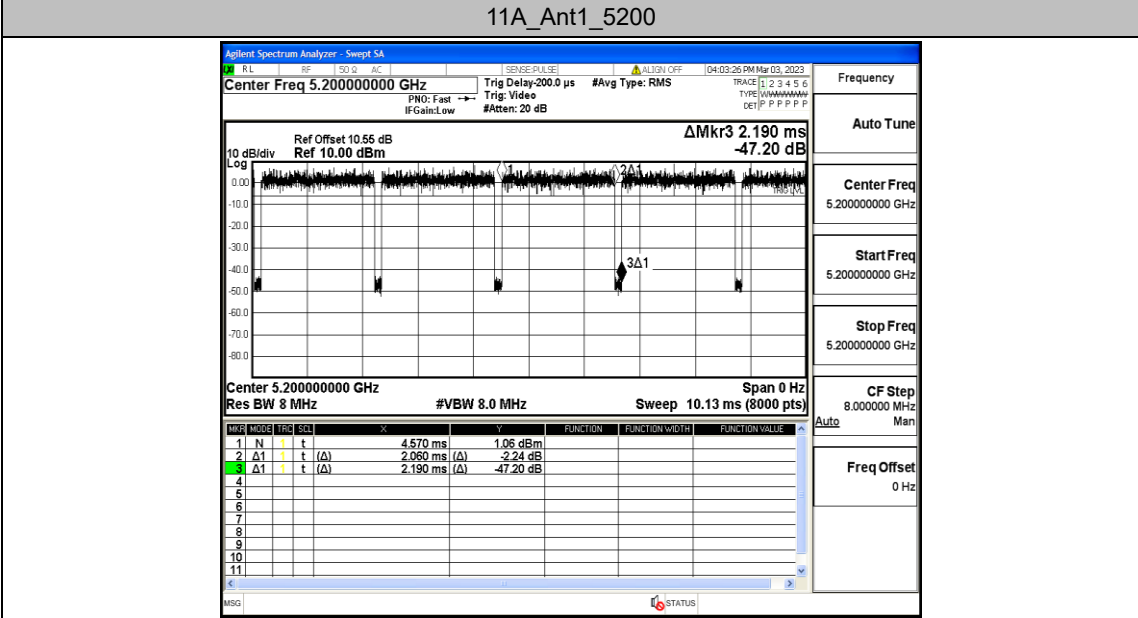 11A_Ant1_5200
Agilent Spectrum Analyzer - Swept SA
RL RF 50 Ω AC SENSE:PULSE ALIGN OFF 04:03:26 PM Mar 03, 2023
Center Freq 5.200000000 GHz
PNO: Fast
IFGain:Low
Trig Delay-200.0 µs
Trig: Video
#Atten: 20 dB
#Avg Type: RMS
TRACE 1 2 3 4 5 6
TYPE
DET P P P P P P
Ref Offset 10.55 dB
10 dB/div Ref 10.00 dBm
ΔMkr3 2.190 ms
-47.20 dB
Log
0.00
-10.0
-20.0
-30.0
-40.0
-50.0
-60.0
-70.0
-80.0
1
2Δ1
TRIG LVL
3Δ1
Center 5.200000000 GHz Span 0 Hz
Res BW 8 MHz #VBW 8.0 MHz Sweep 10.13 ms (8000 pts)
MKR MODE TRC SCL X Y FUNCTION FUNCTION WIDTH FUNCTION VALUE
1 N 1 t 4.570 ms 1.06 dBm
2 Δ1 1 t (Δ) 2.060 ms (Δ) -2.24 dB
3 Δ1 1 t (Δ) 2.190 ms (Δ) -47.20 dB
4
5
6
7
8
9
10
11
MSG STATUS
Frequency
Auto Tune
Center Freq
5.200000000 GHz
Start Freq
5.200000000 GHz
Stop Freq
5.200000000 GHz
CF Step
8.000000 MHz
Auto Man
Freq Offset
0 Hz